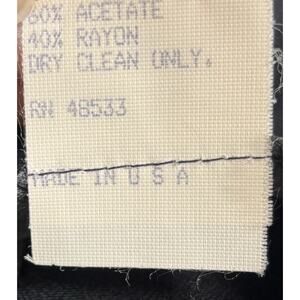 60% ACETATE
40% RAYON
DRY CLEAN ONLY.
RN 48533
MADE IN U S A